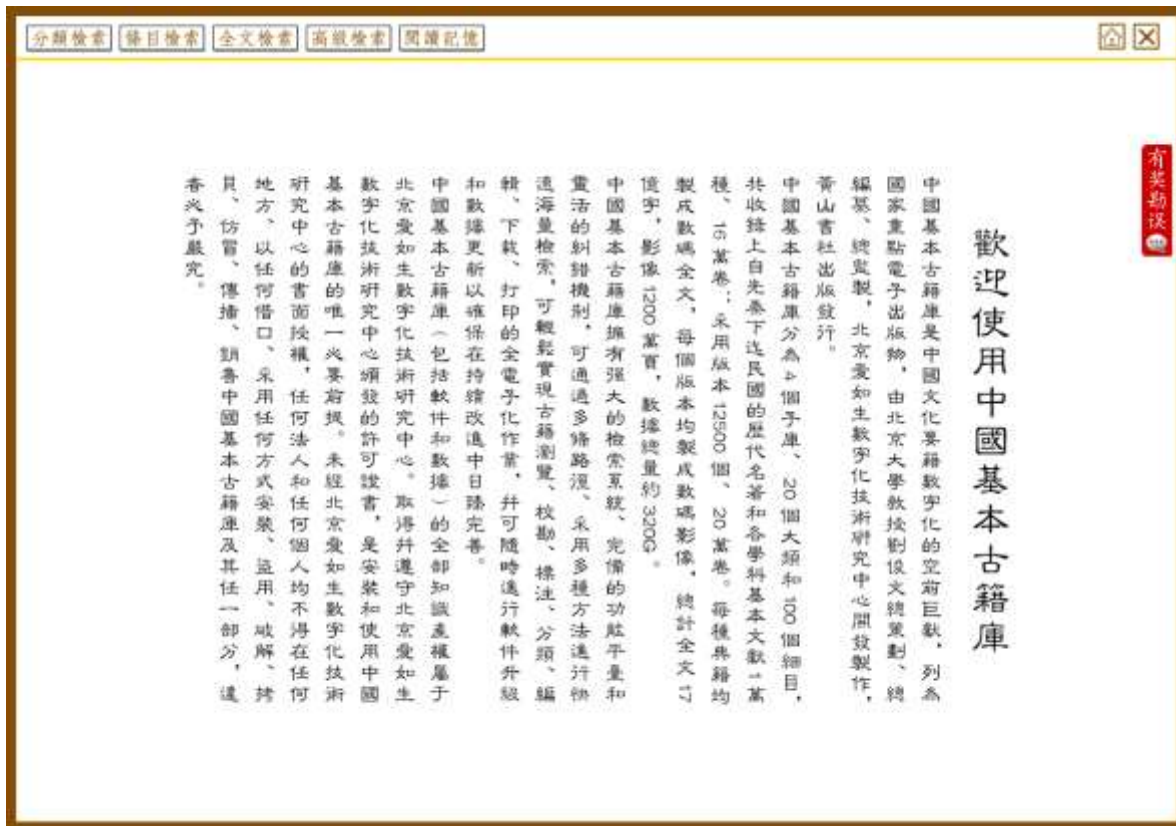 分類檢索 條目檢索 全文檢索 高級檢索 閱讀記憶
有奖勘误
歡迎使用中國基本古籍庫
中國基本古籍庫是中國文化要籍數字化的空前巨獻，列為
國家重點電子出版物，由北京大學教授劉俊文總策劃、總
編纂、總監製，北京愛如生數字化技術研究中心開發製作，
黃山書社出版發行。
中國基本古籍庫分為4個子庫、20個大類和100個細目，
共收錄上自先秦下迄民國的歷代名著和各學科基本文獻1萬
種、16萬卷；采用版本12500個、20萬卷。每種典籍均
製成數碼全文，每個版本均製成數碼影像，總計全文17
億字，影像1200萬頁，數據總量約320G。
中國基本古籍庫擁有强大的檢索系統、完備的功能平臺和
靈活的糾錯機制，可通過多條路徑、采用多種方法進行快
速海量檢索，可輕鬆實現古籍瀏覽、校勘、標注、分類、編
輯、下載、打印的全電子化作業，并可隨時進行軟件升級
和數據更新以確保在持續改進中日臻完善。
中國基本古籍庫（包括軟件和數據）的全部知識產權屬于
北京愛如生數字化技術研究中心。取得并遵守北京愛如生
數字化技術研究中心頒發的許可證書，是安裝和使用中國
基本古籍庫的唯一必要前提。未經北京愛如生數字化技術
研究中心的書面授權，任何法人和任何個人均不得在任何
地方、以任何借口、采用任何方式安裝、盜用、破解、拷
貝、仿冒、傳播、銷售中國基本古籍庫及其任一部分，違
者必予嚴究。